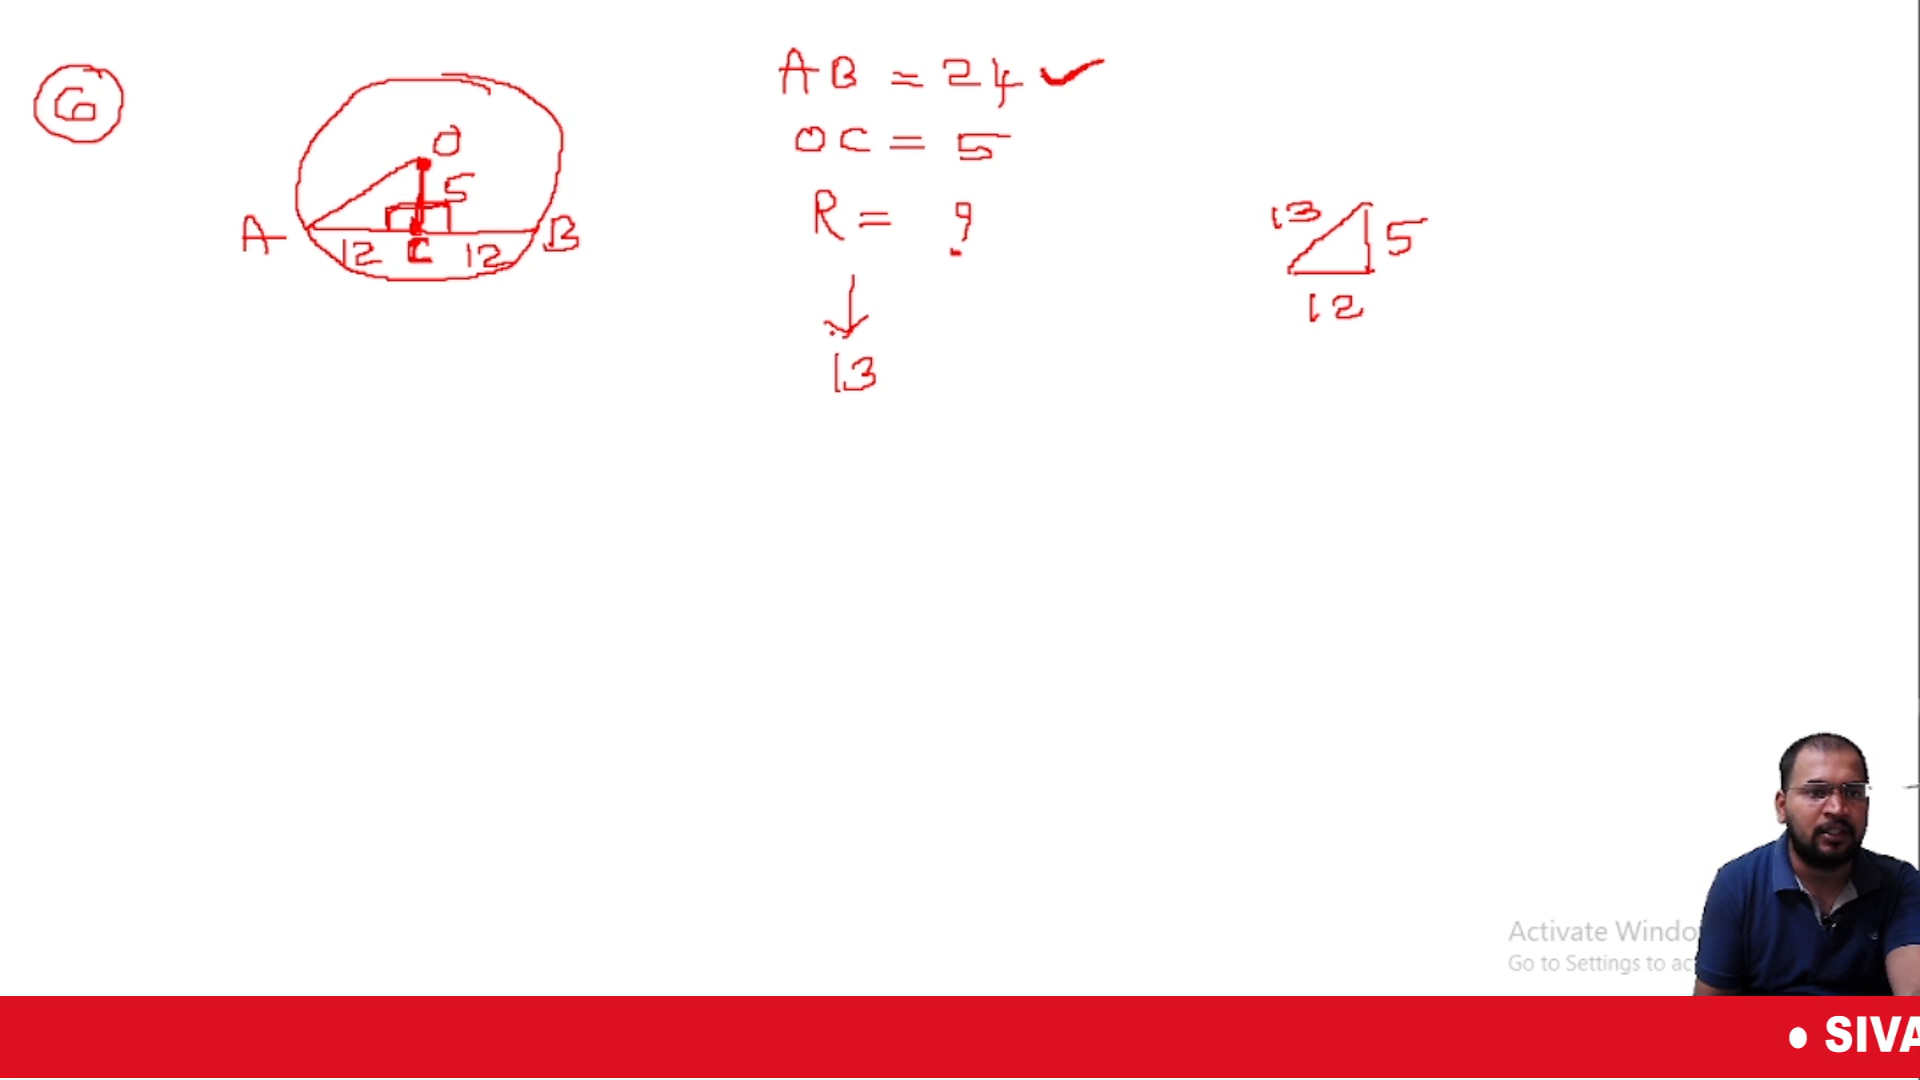 6
O
5
A
B
12
C
12
AB = 24 ✓
OC = 5
R = ?
↓
13
13
5
12
Activate Windo
Go to Settings to ac
• SIVA